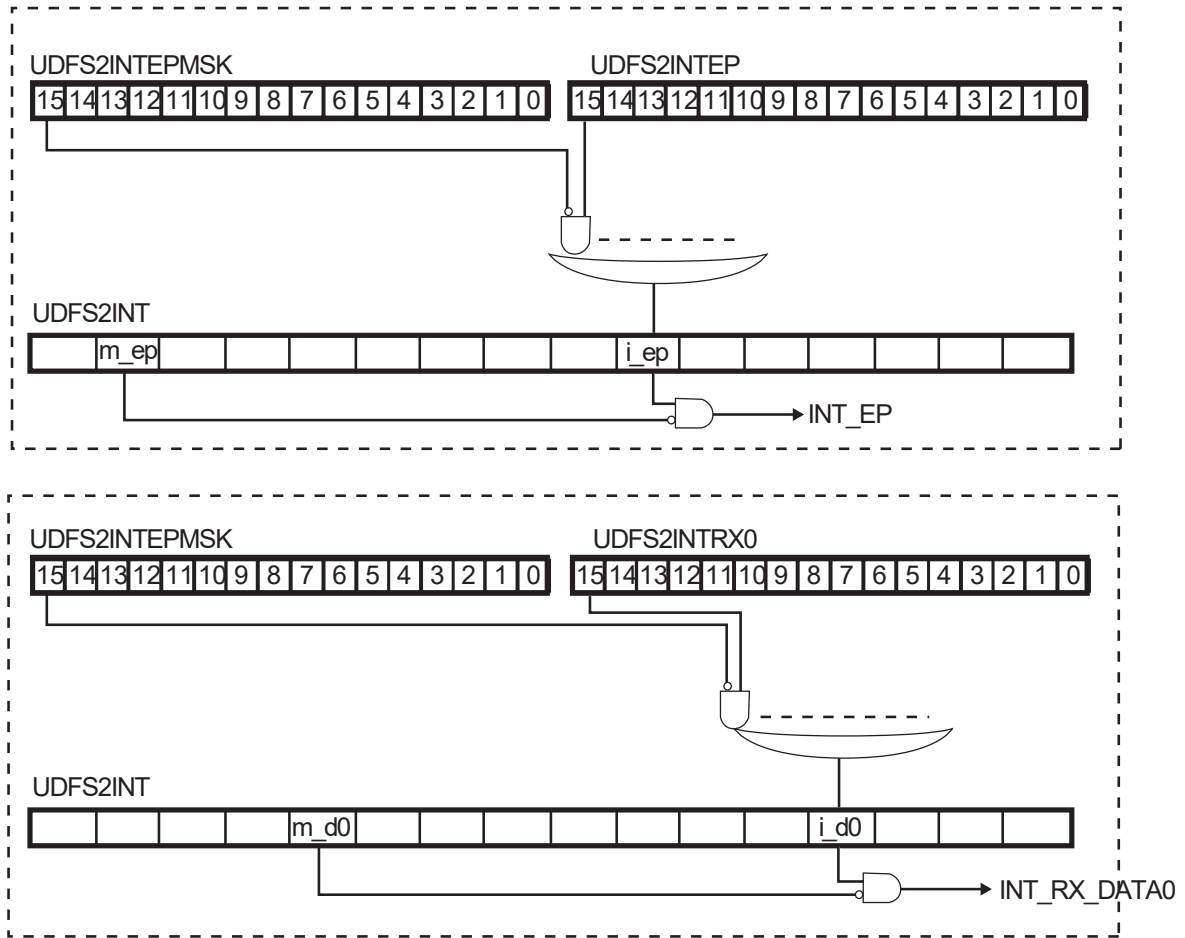 UDFS2INTEPMSK UDFS2INTEP
15 14 13 12 11 10 9 8 7 6 5 4 3 2 1 0 15 14 13 12 11 10 9 8 7 6 5 4 3 2 1 0
UDFS2INT
m_ep i_ep
INT_EP
UDFS2INTEPMSK UDFS2INTRX0
15 14 13 12 11 10 9 8 7 6 5 4 3 2 1 0 15 14 13 12 11 10 9 8 7 6 5 4 3 2 1 0
UDFS2INT
m_d0 i_d0
INT_RX_DATA0